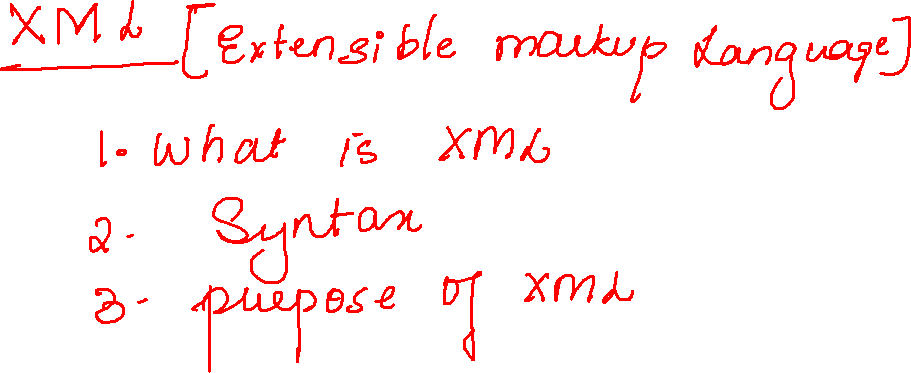 XML [Extensible markup Language]
1. What is XML
2. Syntax
3. purpose of XML